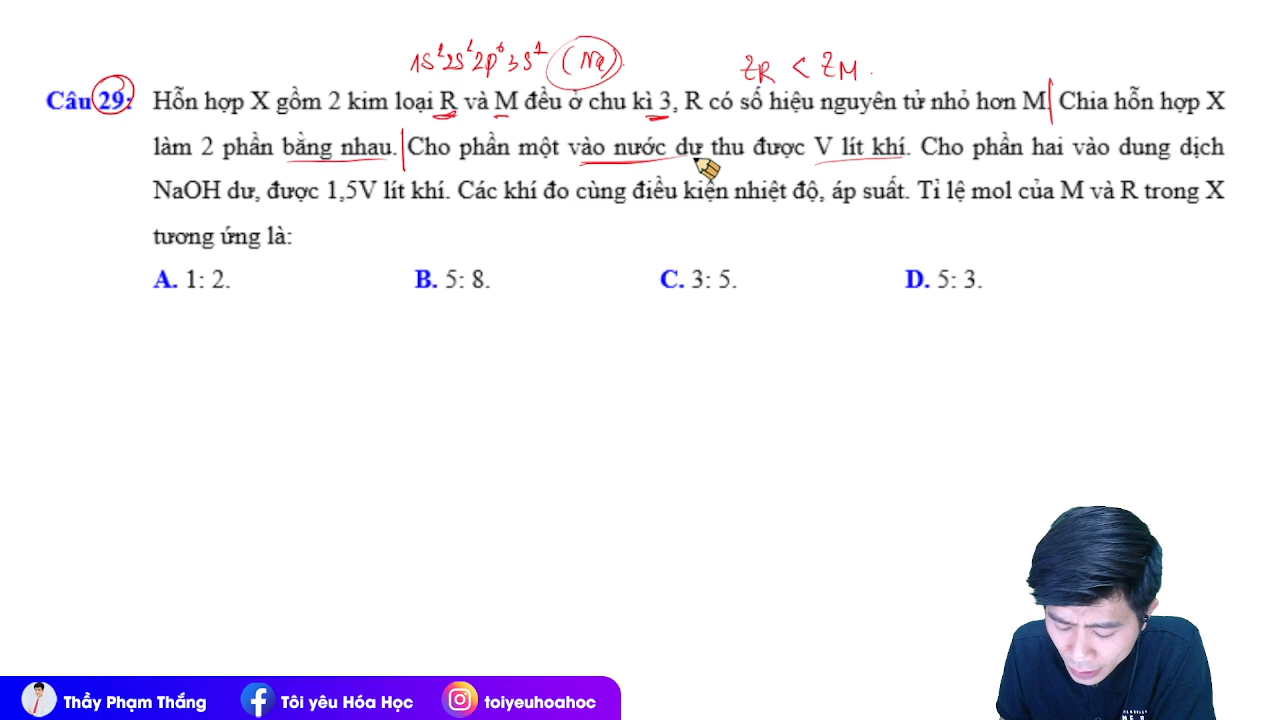 1s²2s²2p⁶3s¹ (Na)
Z_R < Z_M.
Câu 29: Hỗn hợp X gồm 2 kim loại R và M đều ở chu kì 3, R có số hiệu nguyên tử nhỏ hơn M. Chia hỗn hợp X
làm 2 phần bằng nhau. Cho phần một vào nước dư thu được V lít khí. Cho phần hai vào dung dịch
NaOH dư, được 1,5V lít khí. Các khí đo cùng điều kiện nhiệt độ, áp suất. Tỉ lệ mol của M và R trong X
tương ứng là:
A. 1: 2. B. 5: 8. C. 3: 5. D. 5: 3.
Thầy Phạm Thắng Tôi yêu Hóa Học toiyeuhoahoc